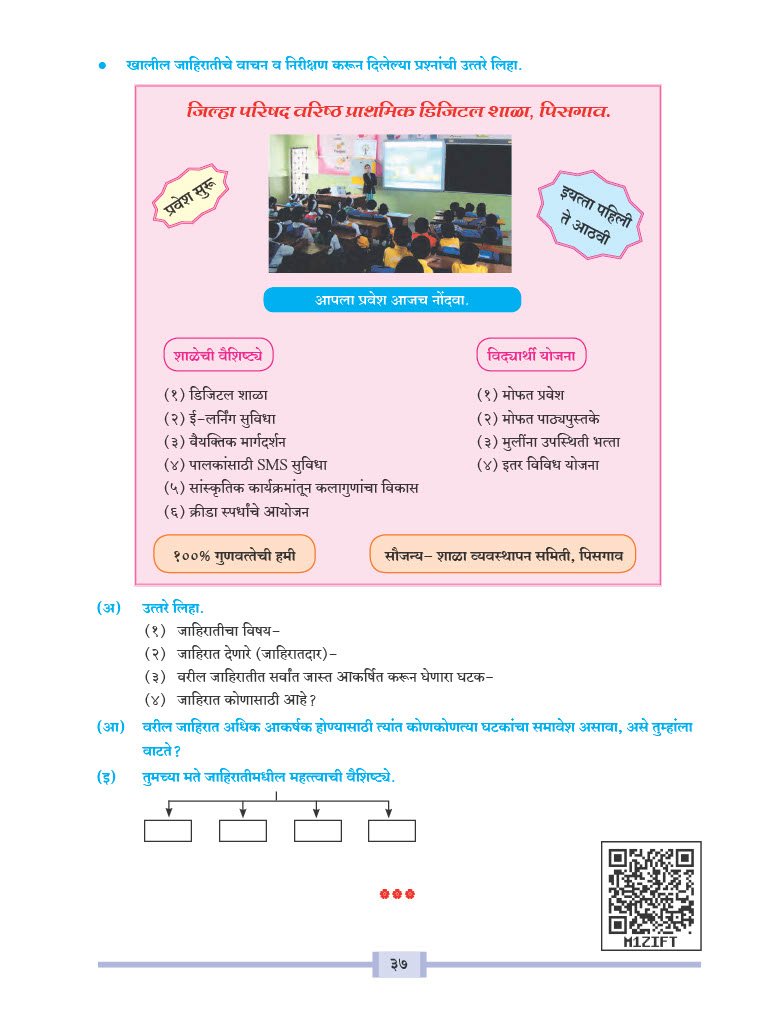 ● खालील जाहिरातीचे वाचन व निरीक्षण करून दिलेल्या प्रश्नांची उत्तरे लिहा.
जिल्हा परिषद वरिष्ठ प्राथमिक डिजिटल शाळा, पिसगाव.
प्रवेश सुरू
इयत्ता पहिली
ते आठवी
आपला प्रवेश आजच नोंदवा.
शाळेची वैशिष्ट्ये
(१) डिजिटल शाळा
(२) ई-लर्निंग सुविधा
(३) वैयक्तिक मार्गदर्शन
(४) पालकांसाठी SMS सुविधा
(५) सांस्कृतिक कार्यक्रमांतून कलागुणांचा विकास
(६) क्रीडा स्पर्धांचे आयोजन
विद्यार्थी योजना
(१) मोफत प्रवेश
(२) मोफत पाठ्यपुस्तके
(३) मुलींना उपस्थिती भत्ता
(४) इतर विविध योजना
१००% गुणवत्तेची हमी
सौजन्य- शाळा व्यवस्थापन समिती, पिसगाव
(अ) उत्तरे लिहा.
(१) जाहिरातीचा विषय-
(२) जाहिरात देणारे (जाहिरातदार)-
(३) वरील जाहिरातीत सर्वांत जास्त आकर्षित करून घेणारा घटक-
(४) जाहिरात कोणासाठी आहे?
(आ) वरील जाहिरात अधिक आकर्षक होण्यासाठी त्यांत कोणकोणत्या घटकांचा समावेश असावा, असे तुम्हांला
वाटते?
(इ) तुमच्या मते जाहिरातीमधील महत्त्वाची वैशिष्ट्ये.
M1ZIFT
३७